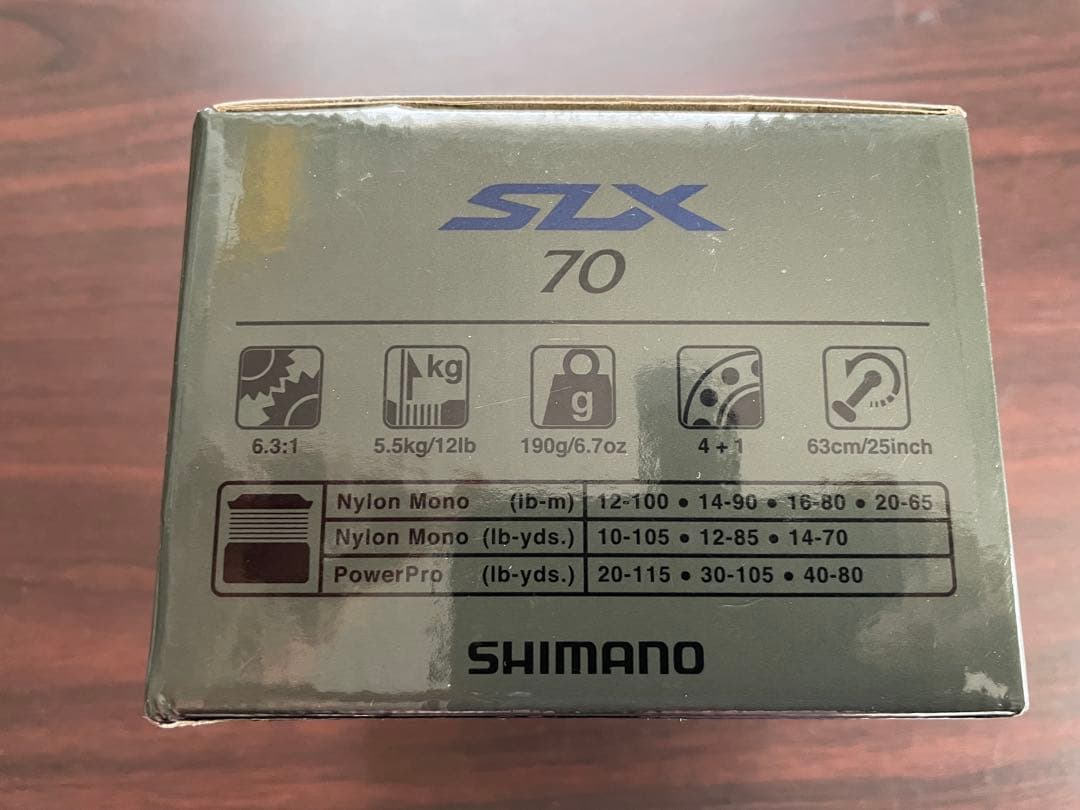 SLX
70
kg
g
6.3:1 5.5kg/12lb 190g/6.7oz 4 + 1 63cm/25inch
Nylon Mono (lb-m) 12-100 • 14-90 • 16-80 • 20-65
Nylon Mono (lb-yds.) 10-105 • 12-85 • 14-70
PowerPro (lb-yds.) 20-115 • 30-105 • 40-80
SHIMANO